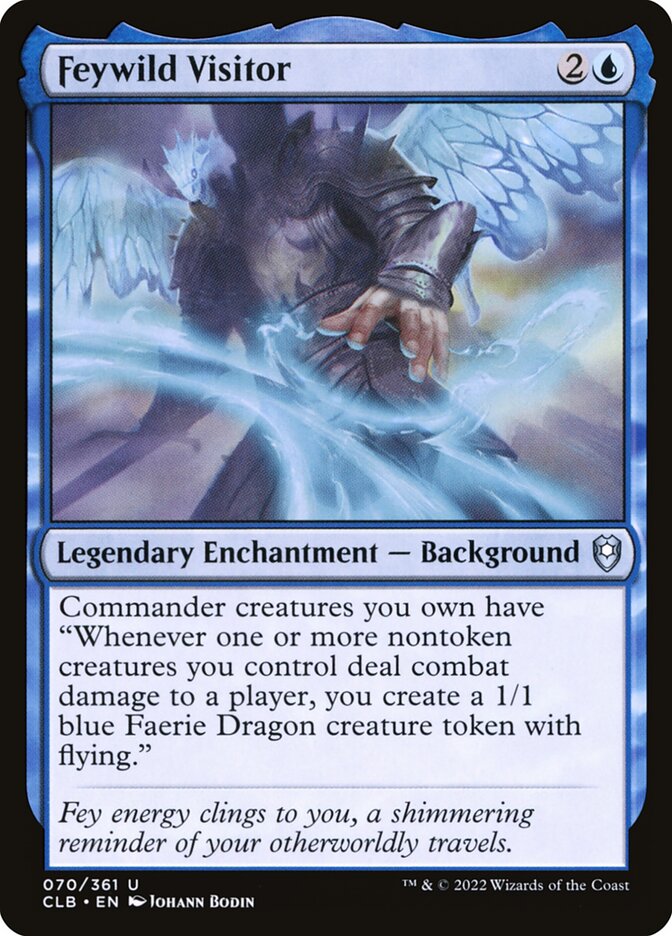 Feywild Visitor 2
Legendary Enchantment — Background
Commander creatures you own have
“Whenever one or more nontoken
creatures you control deal combat
damage to a player, you create a 1/1
blue Faerie Dragon creature token with
flying.”
Fey energy clings to you, a shimmering
reminder of your otherworldly travels.
070/361 U
CLB • EN Johann Bodin
™ & © 2022 Wizards of the Coast